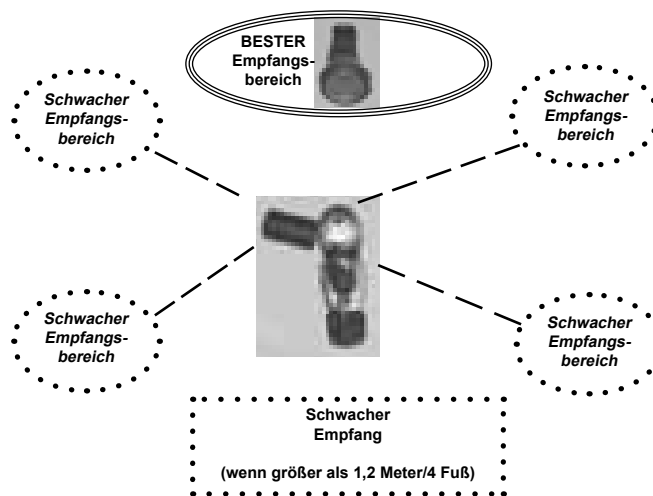 BESTER
Empfangs-
bereich
Schwacher
Empfangs-
bereich
Schwacher
Empfangs-
bereich
Schwacher
Empfangs-
bereich
Schwacher
Empfangs-
bereich
Schwacher
Empfang
(wenn größer als 1,2 Meter/4 Fuß)